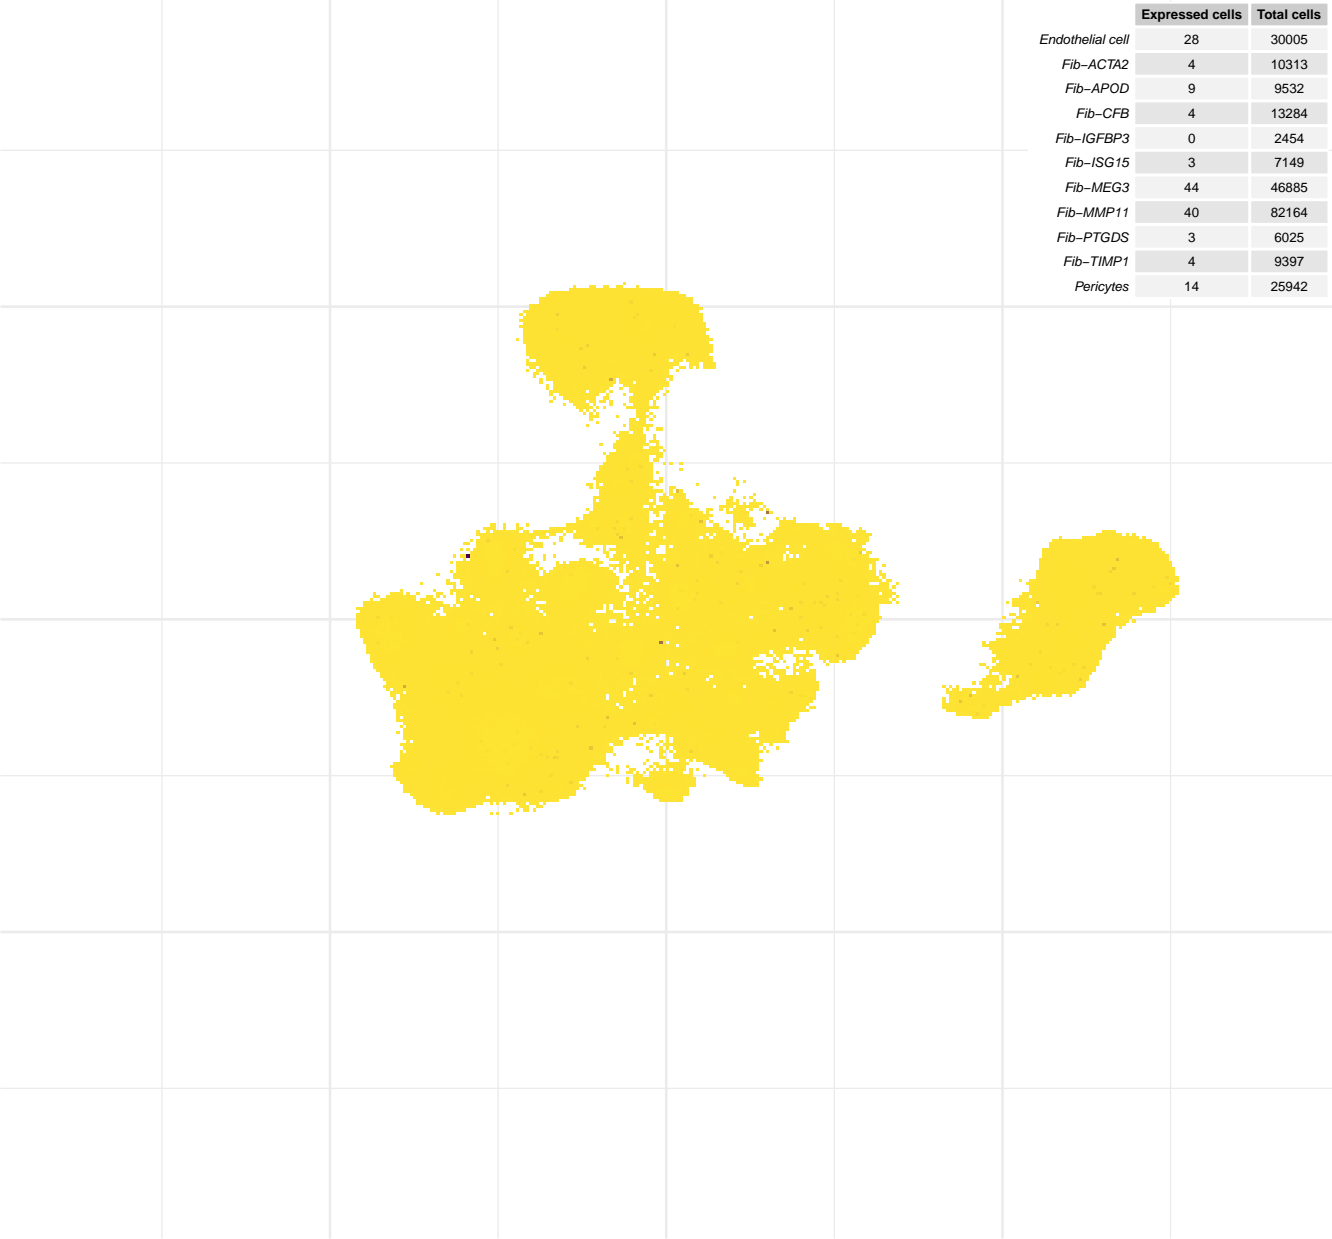 Expressed cells Total cells
Endothelial cell 28 30005
Fib−ACTA2 4 10313
Fib−APOD 9 9532
Fib−CFB 4 13284
Fib−IGFBP3 0 2454
Fib−ISG15 3 7149
Fib−MEG3 44 46885
Fib−MMP11 40 82164
Fib−PTGDS 3 6025
Fib−TIMP1 4 9397
Pericytes 14 25942